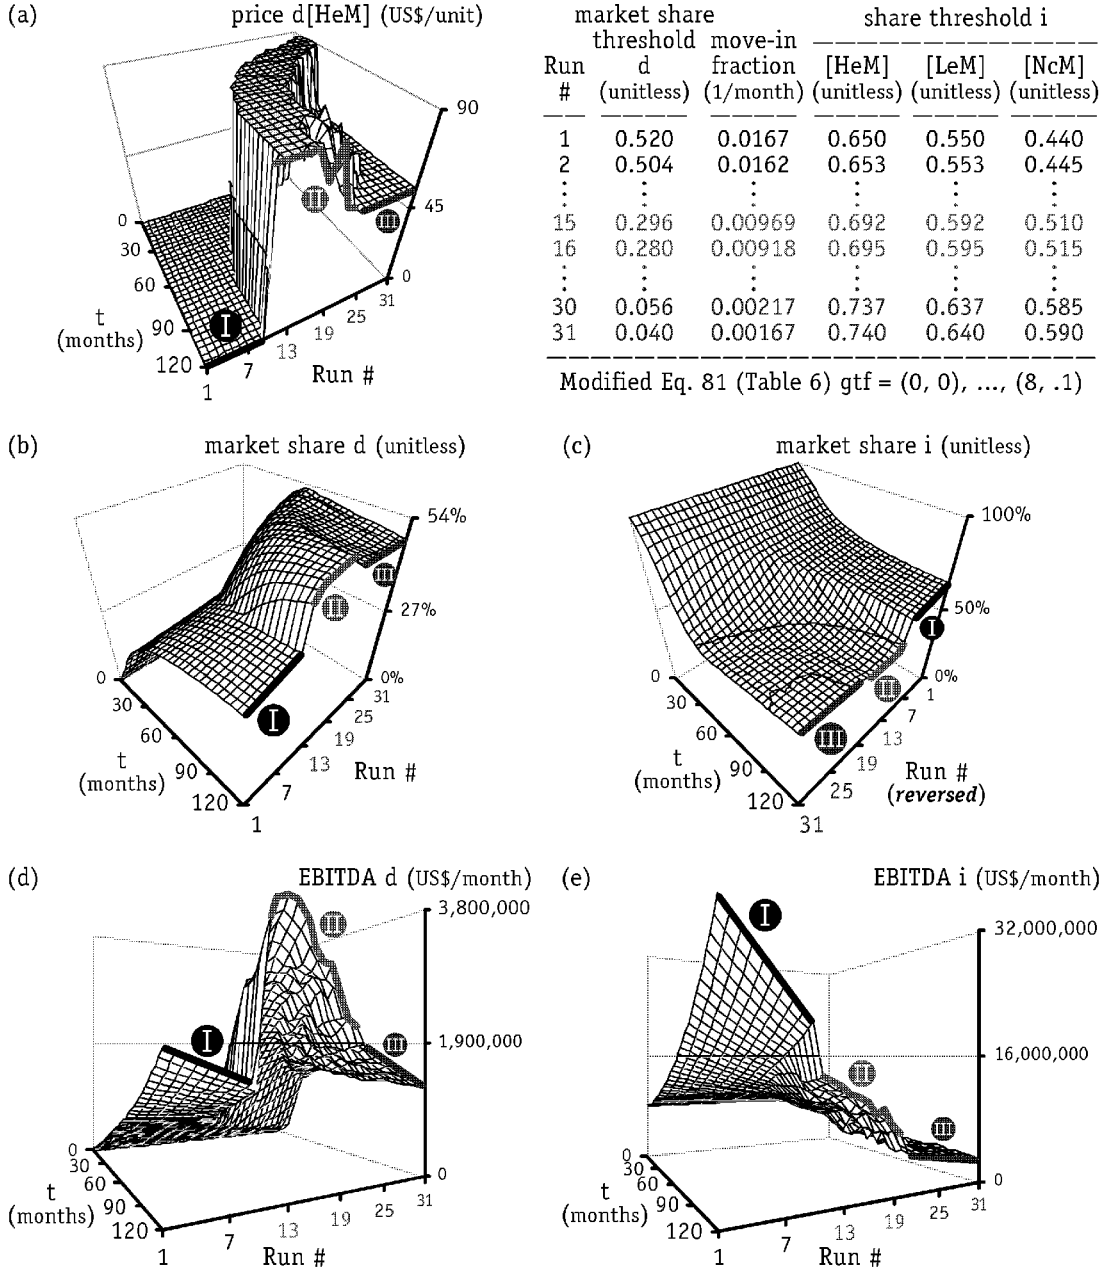 (a) price d[HeM] (US$/unit)
90
45
0
0
30
60
90
120
t
(months)
1
7
13
19
25
31
Run #
I
II
III
market share share threshold i
threshold move-in
Run d fraction [HeM] [LeM] [NcM]
# (unitless) (1/month) (unitless) (unitless) (unitless)
1 0.520 0.0167 0.650 0.550 0.440
2 0.504 0.0162 0.653 0.553 0.445
⋮ ⋮ ⋮ ⋮ ⋮ ⋮
15 0.296 0.00969 0.692 0.592 0.510
16 0.280 0.00918 0.695 0.595 0.515
⋮ ⋮ ⋮ ⋮ ⋮ ⋮
30 0.056 0.00217 0.737 0.637 0.585
31 0.040 0.00167 0.740 0.640 0.590
Modified Eq. 81 (Table 6) gtf = (0, 0), ..., (8, .1)
(b) market share d (unitless)
54%
27%
0%
0
30
60
90
120
t
(months)
1
7
13
19
25
31
Run #
I
II
III
(c) market share i (unitless)
100%
50%
0%
0
30
60
90
120
t
(months)
1
7
13
19
25
31
Run #
(reversed)
I
II
III
(d) EBITDA d (US$/month)
3,800,000
1,900,000
0
0
30
60
90
120
t
(months)
1
7
13
19
25
31
Run #
I
II
III
(e) EBITDA i (US$/month)
32,000,000
16,000,000
0
0
30
60
90
120
t
(months)
1
7
13
19
25
31
Run #
I
II
III